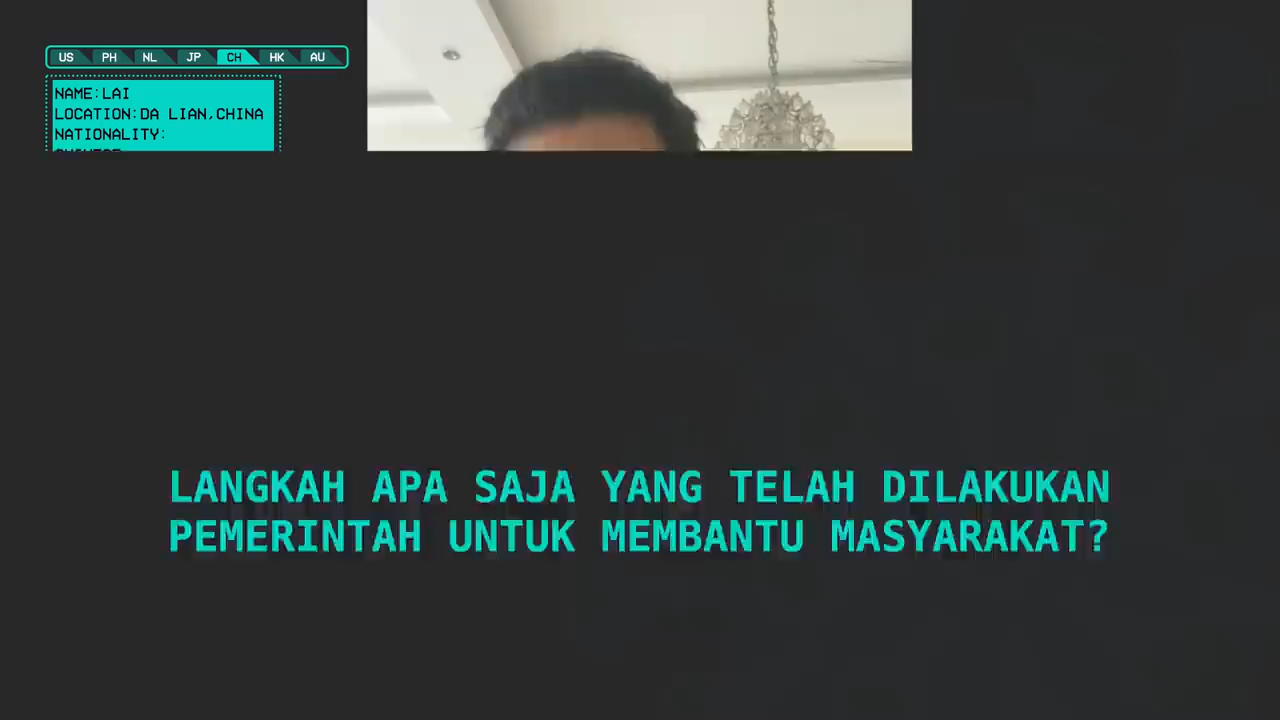 US PH NL JP CH HK AU
NAME:LAI
LOCATION:DA LIAN,CHINA
NATIONALITY:
LANGKAH APA SAJA YANG TELAH DILAKUKAN
PEMERINTAH UNTUK MEMBANTU MASYARAKAT?